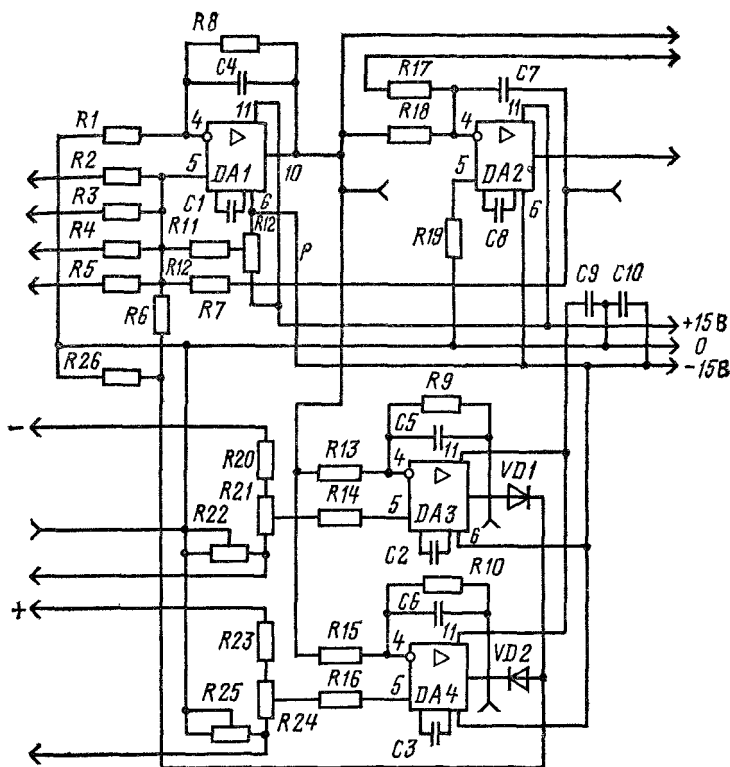 R8
C4
R17
C7
R1
4
11
R18
4
11
R2
5
DA1
10
5
DA2
R3
C1
6
R12
C8
6
R4
R11
P
R19
R5
R12
R7
C9
C10
R6
+15В
0
-15В
R26
R9
-
C5
R20
R13
4
11
VD1
R21
R14
5
DA3
R22
6
C2
R10
+
C6
R23
R15
4
11
VD2
R25
R16
5
DA4
R24
C3